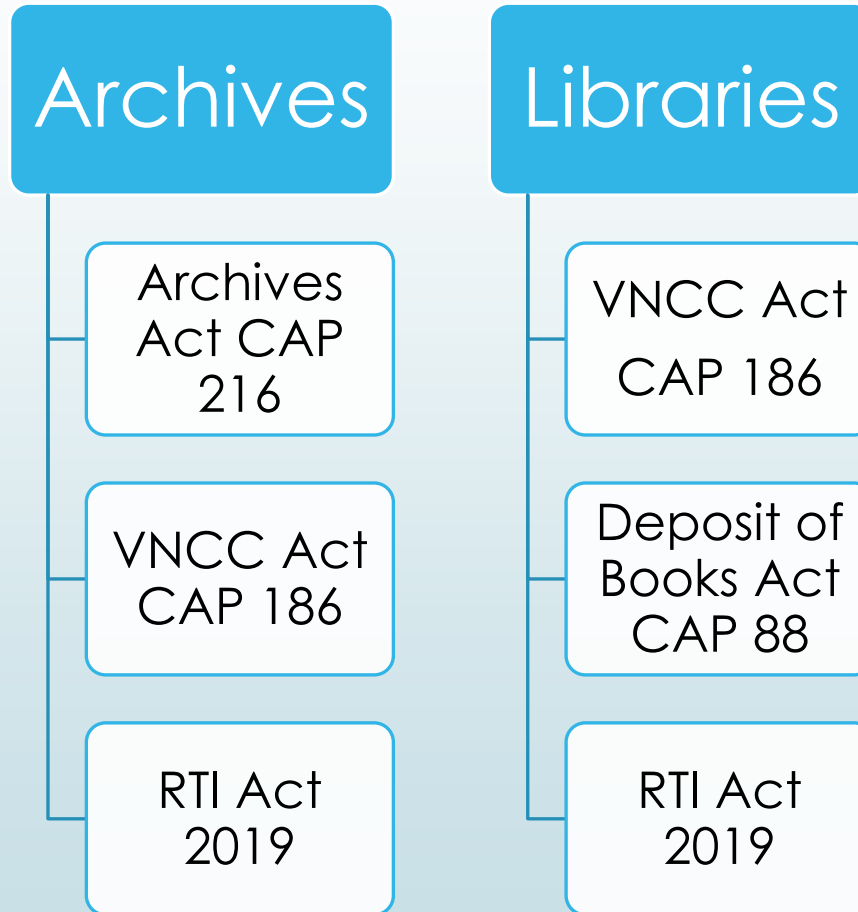 Archives
Archives
Act CAP
216
VNCC Act
CAP 186
RTI Act
2019
Libraries
VNCC Act
CAP 186
Deposit of
Books Act
CAP 88
RTI Act
2019